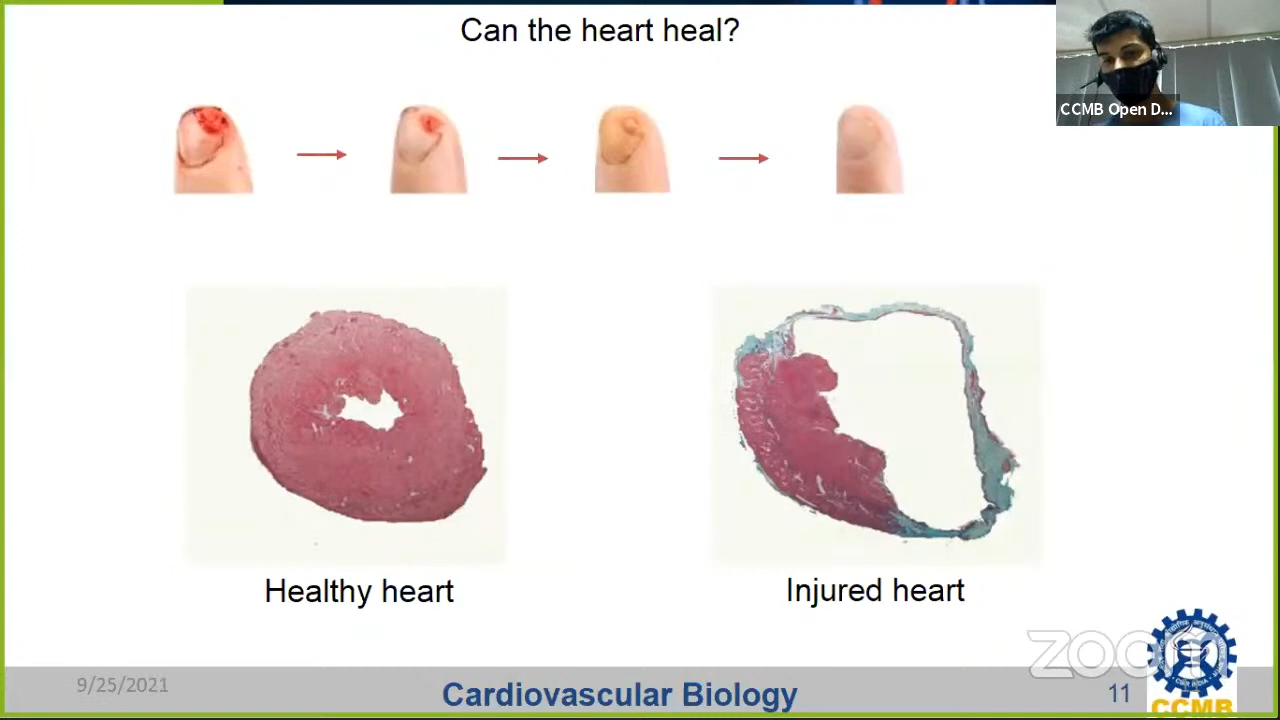 Can the heart heal?
CCMB Open D...
Healthy heart
Injured heart
zoom
9/25/2021
Cardiovascular Biology
11
CCMB